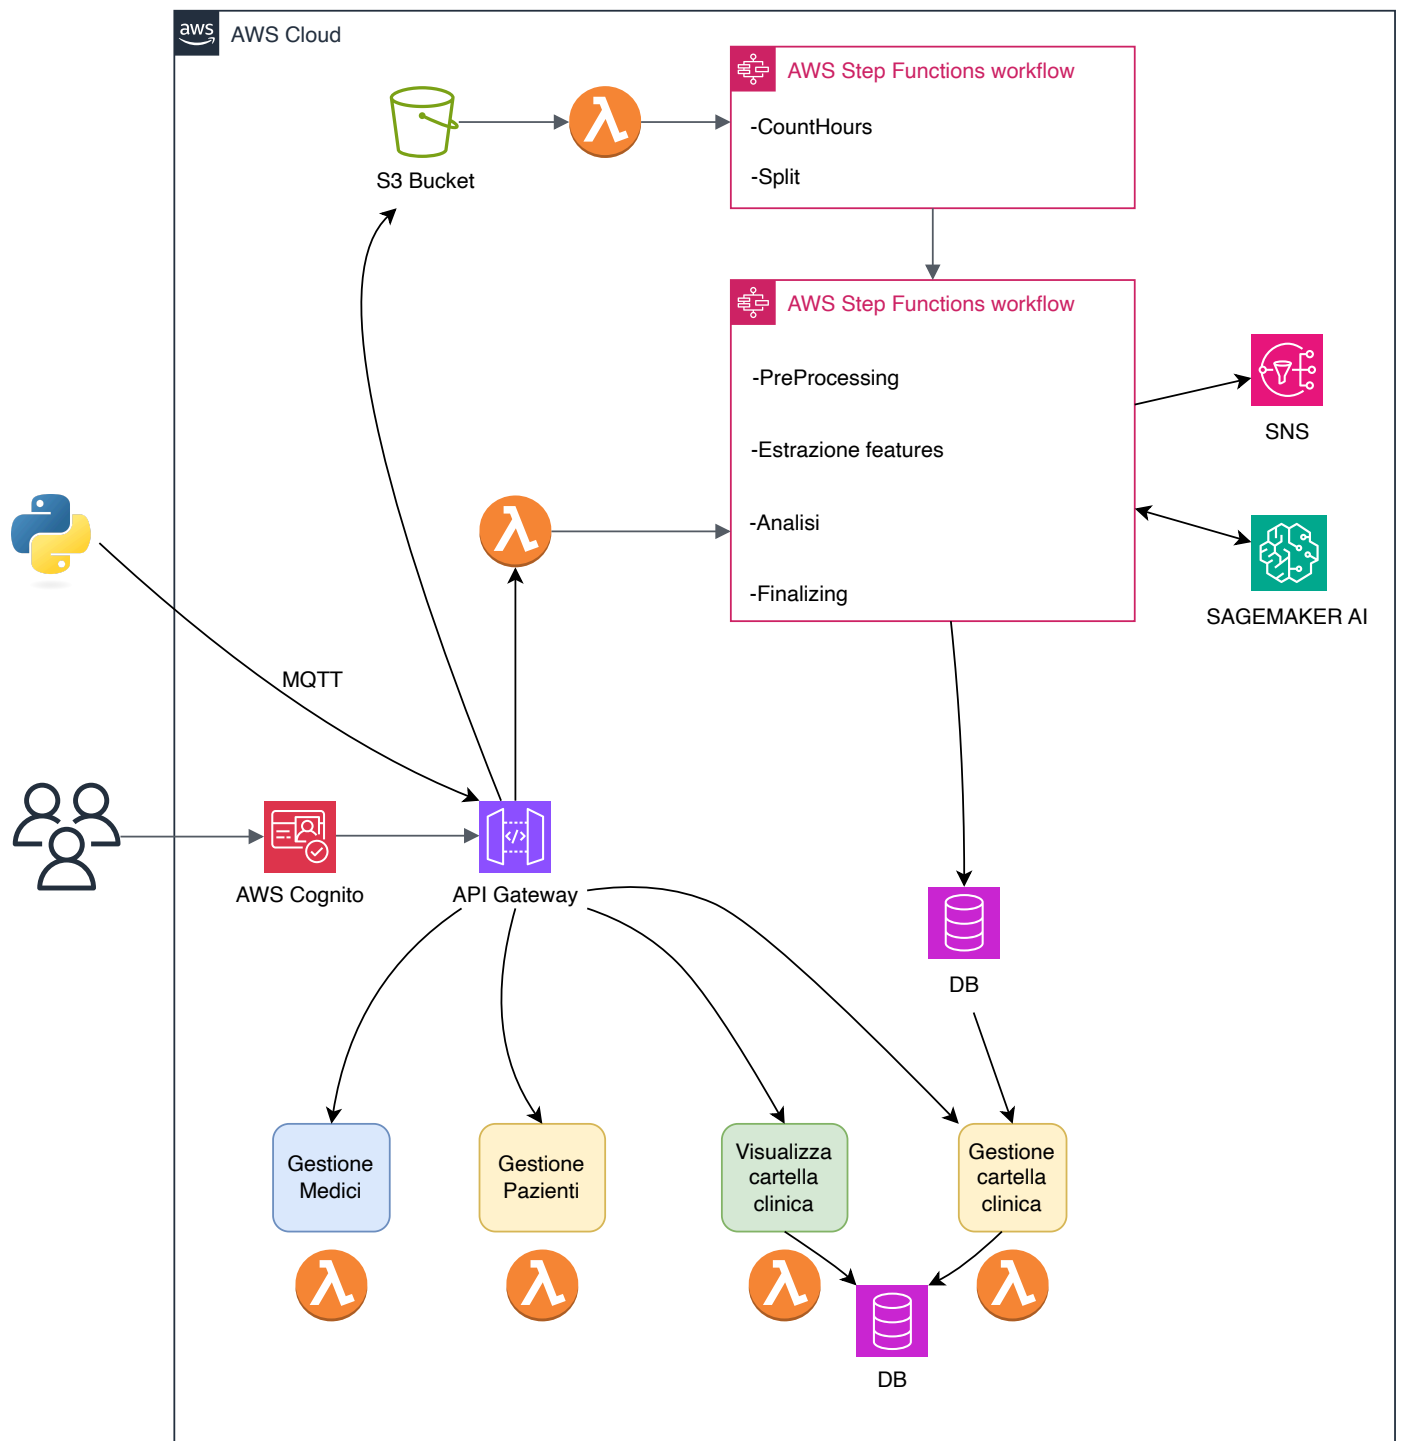 aws
AWS Cloud
AWS Step Functions workflow
-CountHours
-Split
S3 Bucket
AWS Step Functions workflow
-PreProcessing
-Estrazione features
-Analisi
-Finalizing
SNS
SAGEMAKER AI
MQTT
</>
AWS Cognito
API Gateway
DB
Gestione
Medici
Gestione
Pazienti
Visualizza
cartella
clinica
Gestione
cartella
clinica
DB